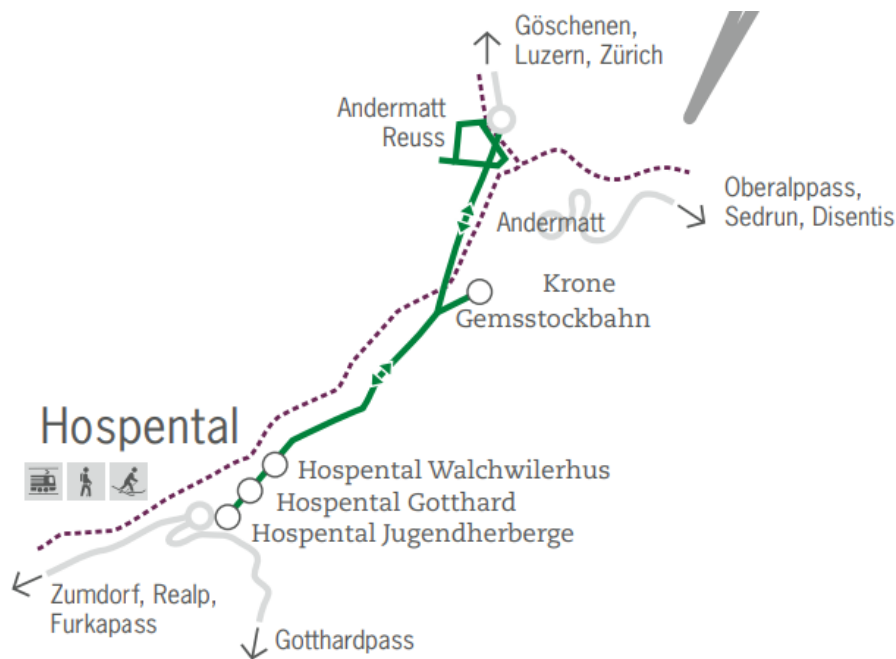 Göschenen,
Luzern, Zürich
Andermatt
Reuss
Oberalppass,
Sedrun, Disentis
Andermatt
Krone
Gemsstockbahn
Hospental
Hospental Walchwilerhus
Hospental Gotthard
Hospental Jugendherberge
Zumdorf, Realp,
Furkapass
Gotthardpass